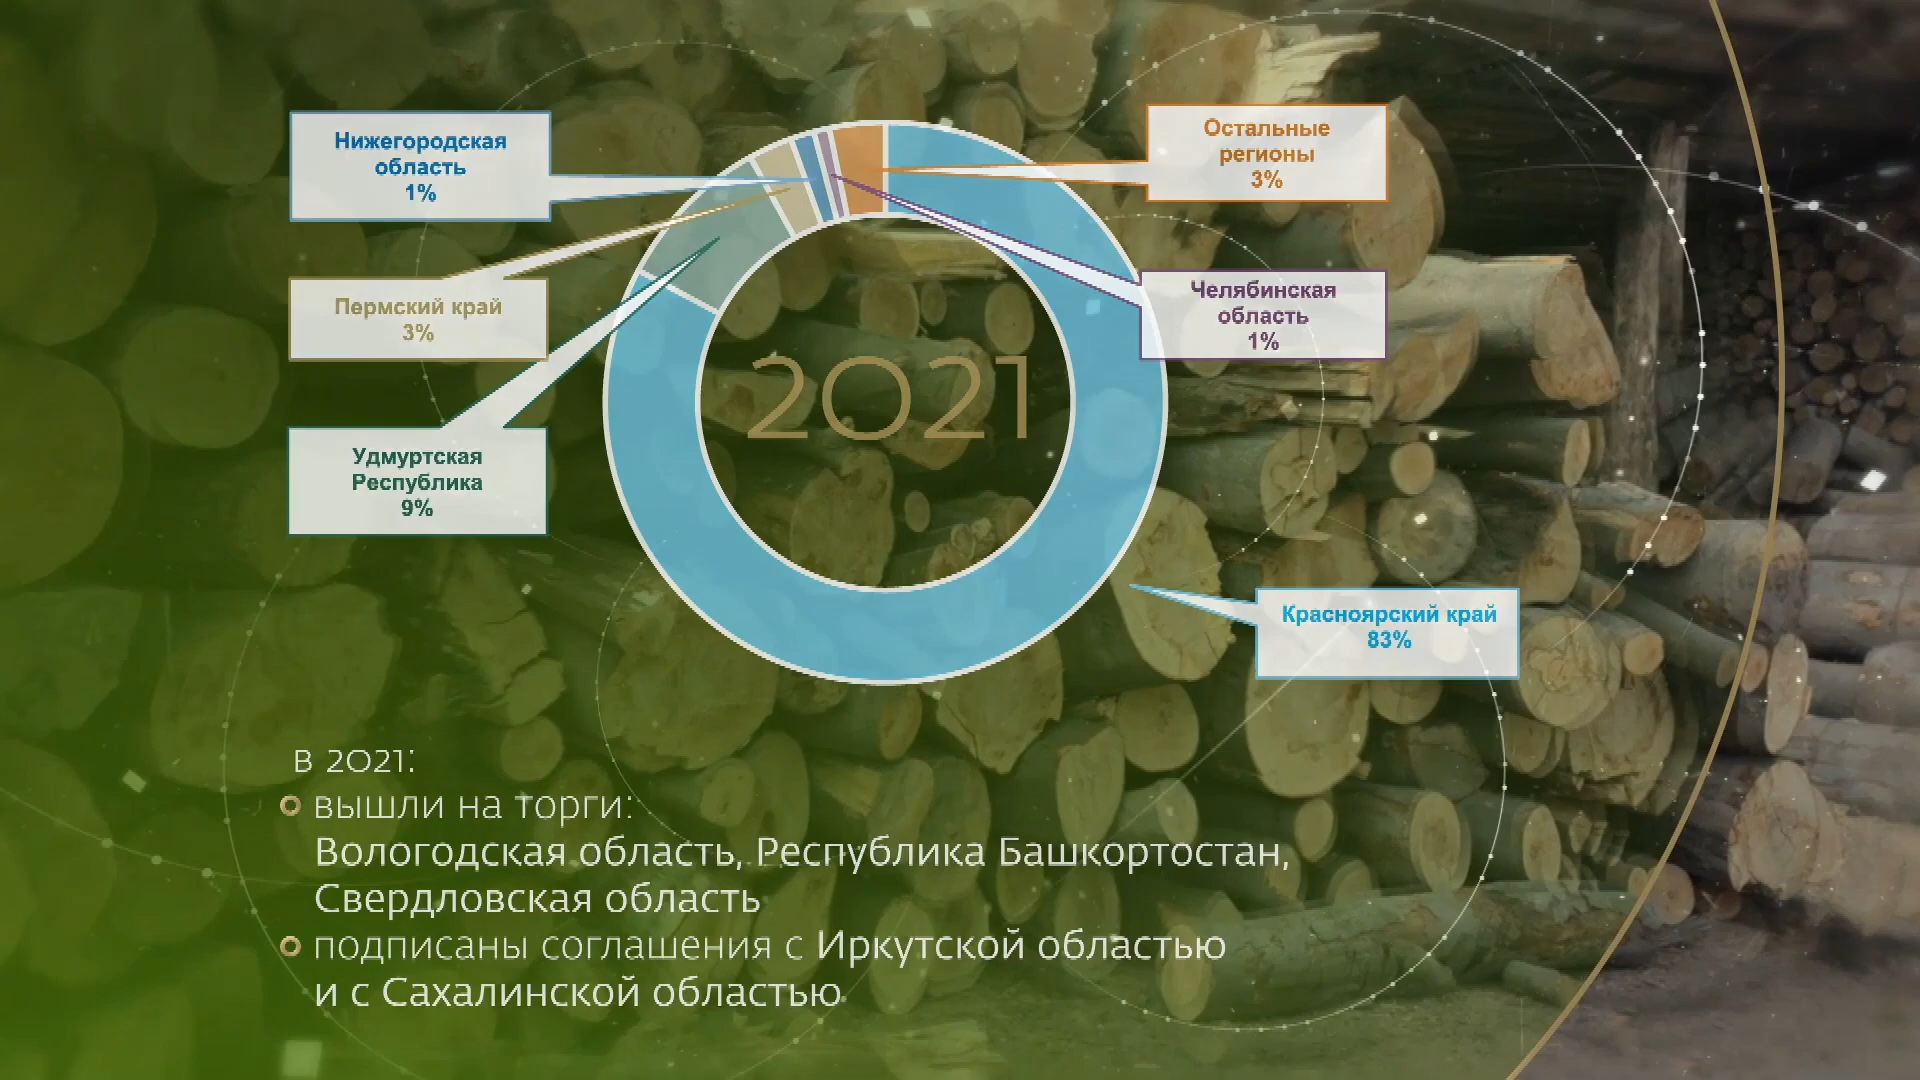 Нижегородская
область
1%
Остальные
регионы
3%
Пермский край
3%
Челябинская
область
1%
2021
Удмуртская
Республика
9%
Красноярский край
83%
в 2021:
вышли на торги:
Вологодская область, Республика Башкортостан,
Свердловская область
подписаны соглашения с Иркутской областью
и с Сахалинской областью